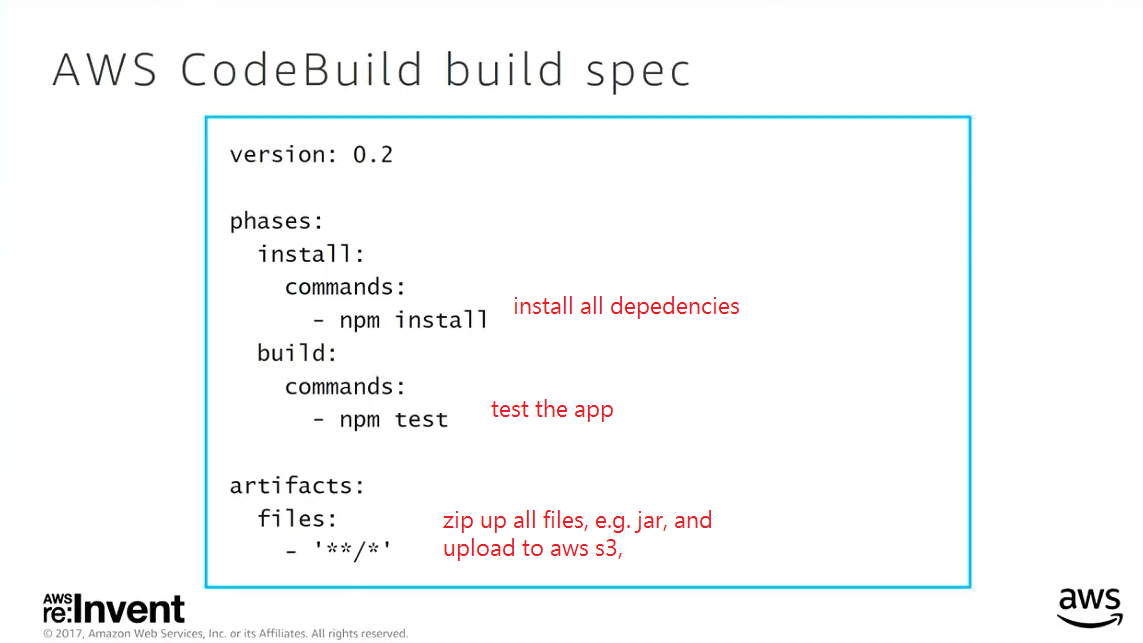 AWS CodeBuild build spec
version: 0.2
phases:
  install:
    commands:
      - npm install
install all depedencies
  build:
    commands:
      - npm test
test the app
artifacts:
  files:
    - '**/*'
zip up all files, e.g. jar, and
upload to aws s3,
AWS
re:Invent
© 2017, Amazon Web Services, Inc. or its Affiliates. All rights reserved.
aws